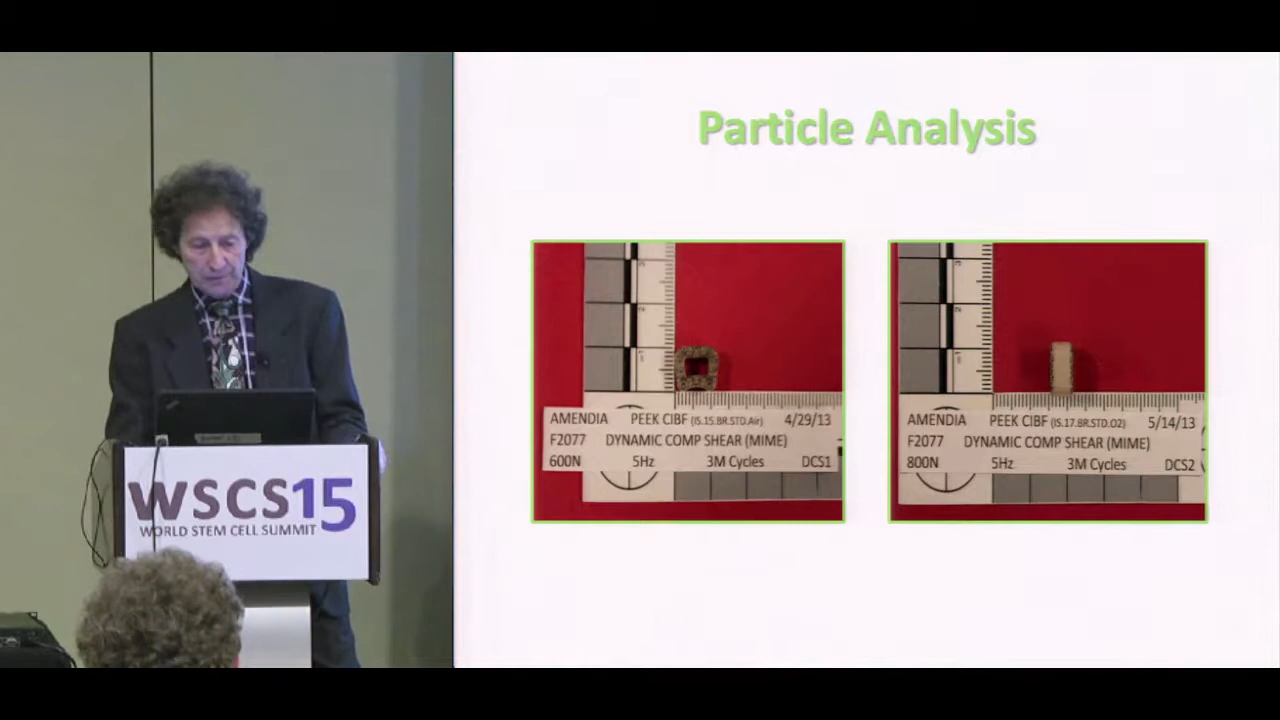 Particle Analysis
AMENDIA PEEK CIBF (IS.15.BR.STD.Air) 4/29/13
F2077 DYNAMIC COMP SHEAR (MIME)
600N 5Hz 3M Cycles DCS1
AMENDIA PEEK CIBF (IS.17.BR.STD.O2) 5/14/13
F2077 DYNAMIC COMP SHEAR (MIME)
800N 5Hz 3M Cycles DCS2
WSCS15
WORLD STEM CELL SUMMIT